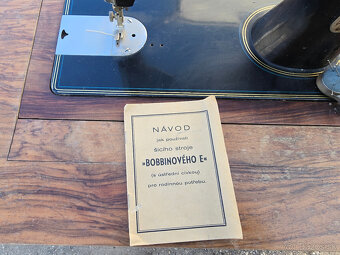 NÁVOD
jak používati
šicího stroje
»BOBBINOVÉHO E«
(s ústřední cívkou)
pro rodinnou potřebu.